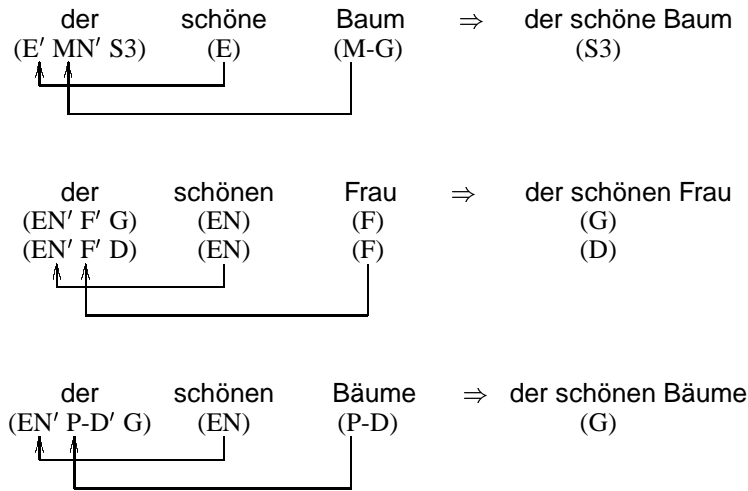 der schöne Baum ⇒ der schöne Baum
(E′ MN′ S3) (E) (M-G) (S3)
der schönen Frau ⇒ der schönen Frau
(EN′ F′ G) (EN) (F) (G)
(EN′ F′ D) (EN) (F) (D)
der schönen Bäume ⇒ der schönen Bäume
(EN′ P-D′ G) (EN) (P-D) (G)